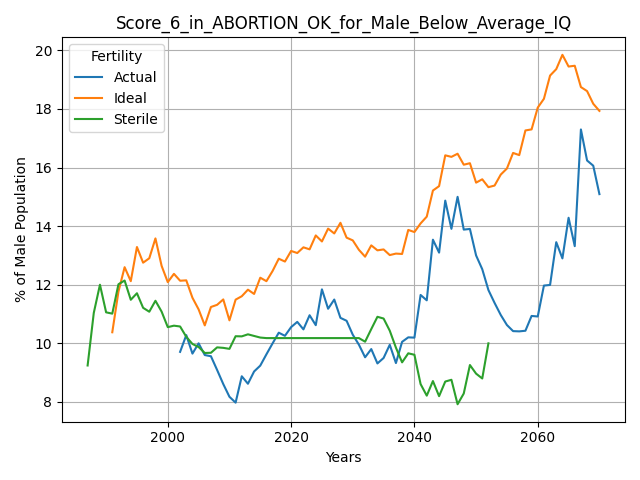 Score_6_in_ABORTION_OK_for_Male_Below_Average_IQ
Fertility
Actual
Ideal
Sterile
% of Male Population
20
18
16
14
12
10
8
2000 2020 2040 2060
Years